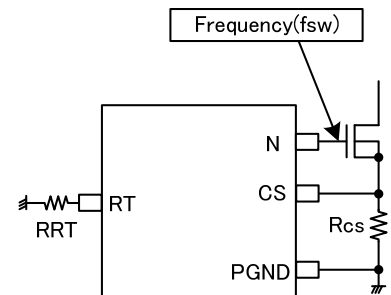 Frequency(fsw)
N
RT
CS
RRT
Rcs
PGND